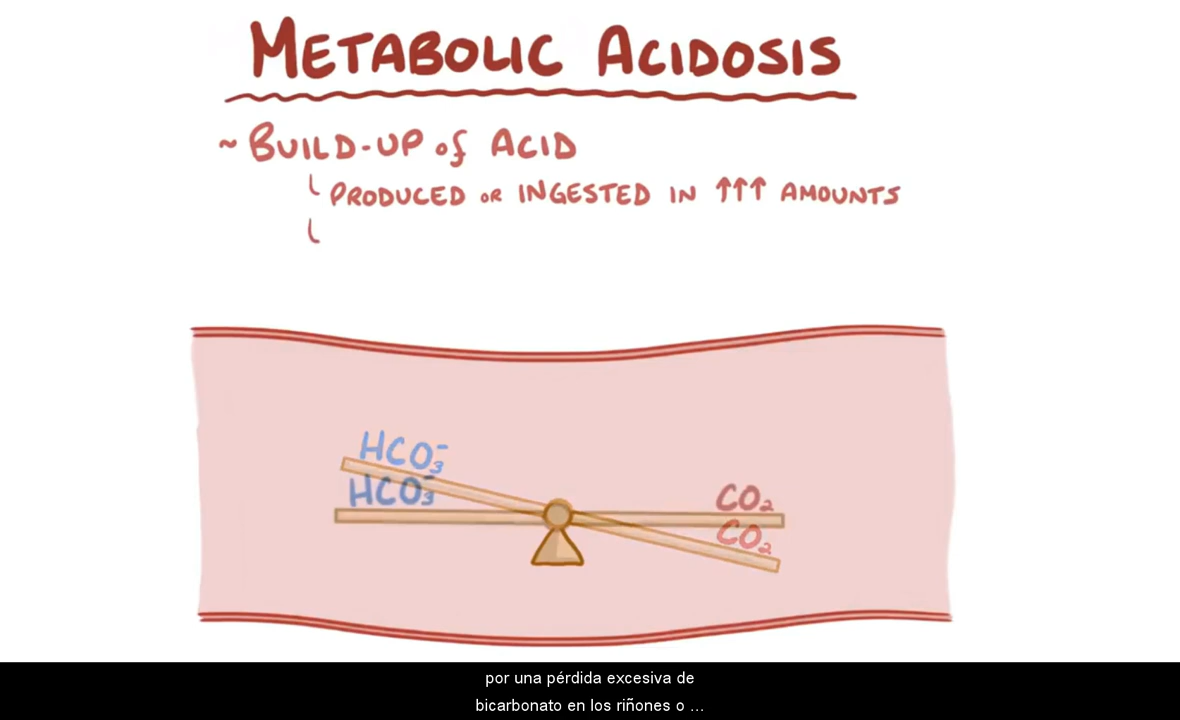 METABOLIC ACIDOSIS
~ BUILD-UP of ACID
PRODUCED OR INGESTED IN ↑↑↑ AMOUNTS
HCO₃⁻
HCO₃⁻
CO₂
CO₂
por una pérdida excesiva de
bicarbonato en los riñones o ...